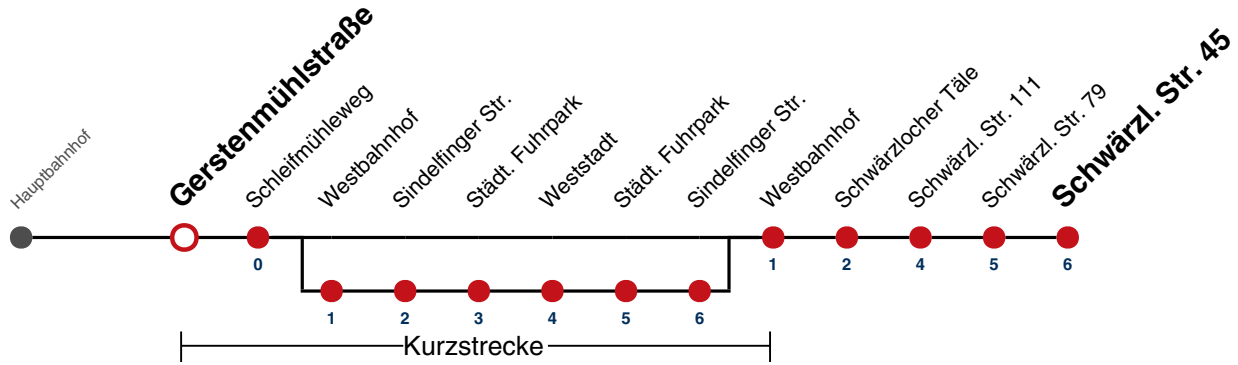 Hauptbahnhof
Gerstenmühlstraße
Schleifmühleweg
Westbahnhof
Sindelfinger Str.
Städt. Fuhrpark
Weststadt
Städt. Fuhrpark
Sindelfinger Str.
Westbahnhof
Schwärzlocher Täle
Schwärzl. Str. 111
Schwärzl. Str. 79
Schwärzl. Str. 45
0
1
2
4
5
6
1
2
3
4
5
6
Kurzstrecke